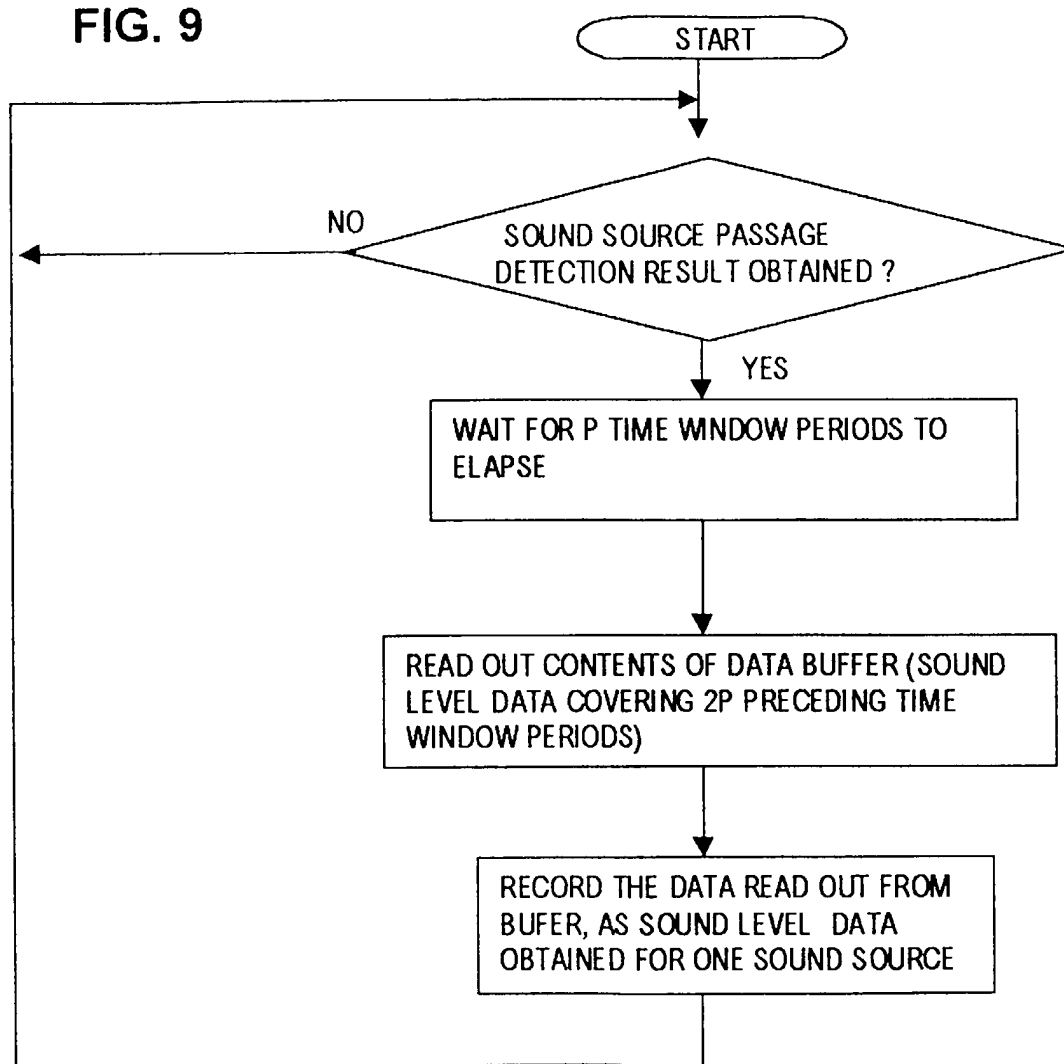 FIG. 9
START
NO
SOUND SOURCE PASSAGE
DETECTION RESULT OBTAINED ?
YES
WAIT FOR P TIME WINDOW PERIODS TO
ELAPSE
READ OUT CONTENTS OF DATA BUFFER (SOUND
LEVEL DATA COVERING 2P PRECEDING TIME
WINDOW PERIODS)
RECORD THE DATA READ OUT FROM
BUFER, AS SOUND LEVEL DATA
OBTAINED FOR ONE SOUND SOURCE